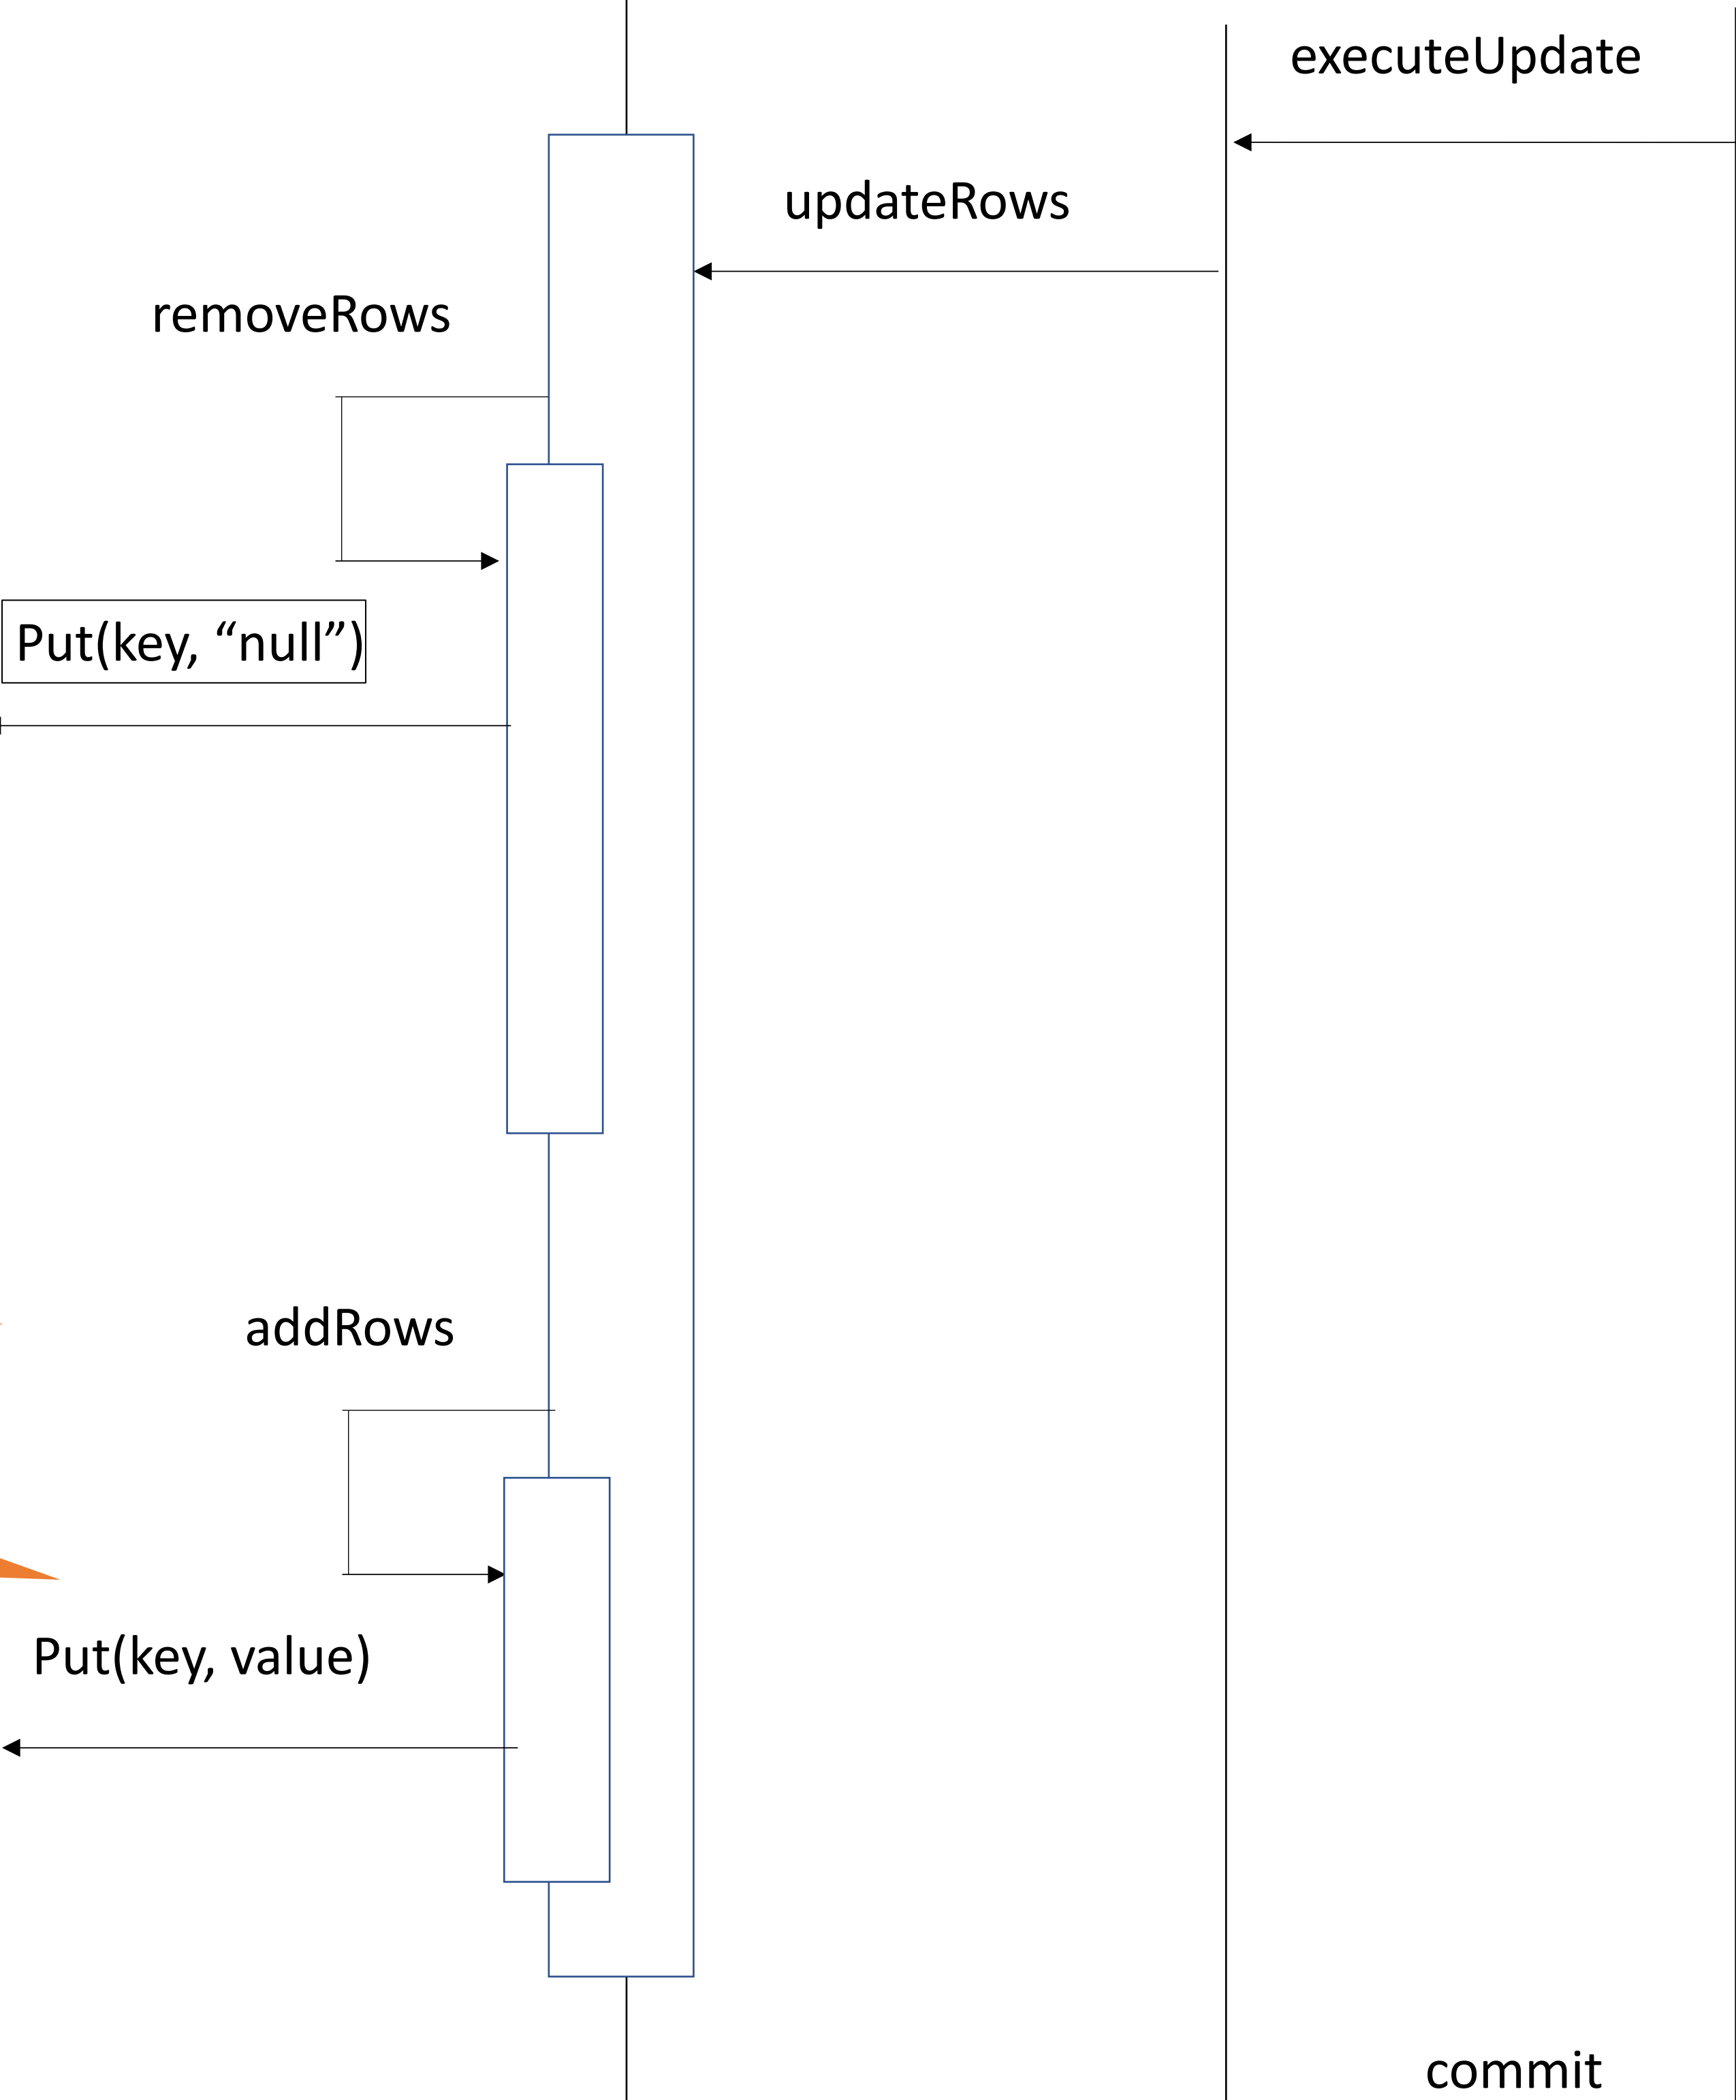 executeUpdate
updateRows
removeRows
Put(key, “null”)
addRows
Put(key, value)
commit